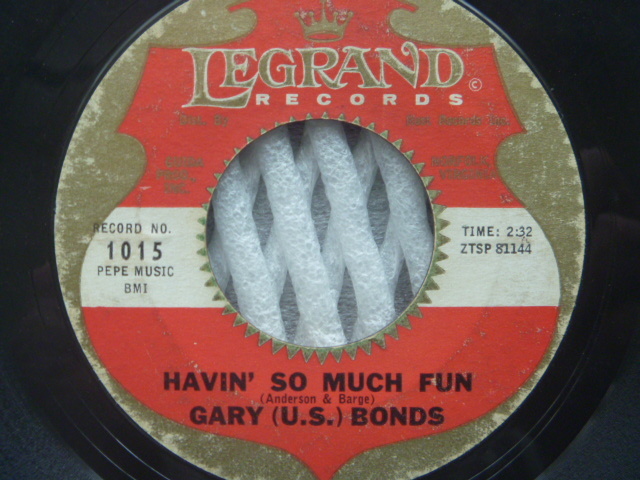 LEGRAND ©
RECORDS
RECORD NO.
1015
PEPE MUSIC
BMI
TIME: 2:32
ZTSP 81144
HAVIN' SO MUCH FUN
(Anderson & Barge)
GARY (U.S.) BONDS